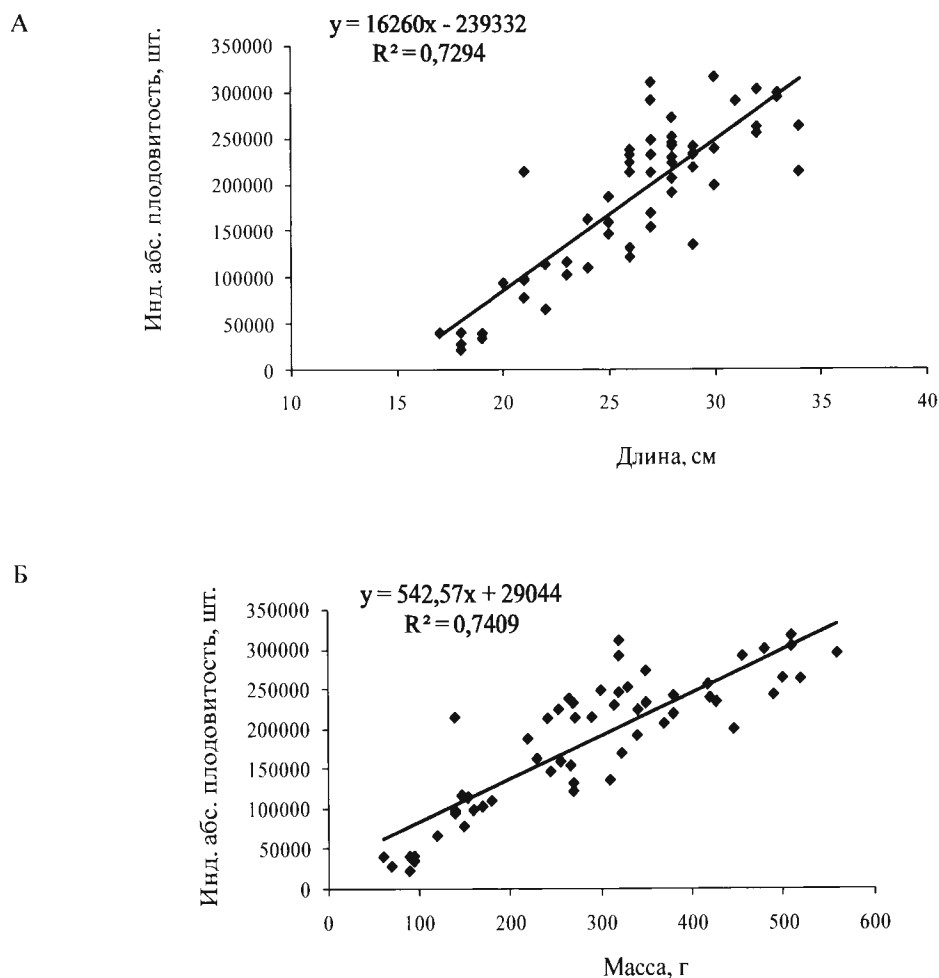 А
y = 16260x - 239332
R² = 0,7294
Инд. абс. плодовитость, шт.
350000
300000
250000
200000
150000
100000
50000
0
10 15 20 25 30 35 40
Длина, см
Б
y = 542,57x + 29044
R² = 0,7409
Инд. абс. плодовитость, шт.
350000
300000
250000
200000
150000
100000
50000
0
0 100 200 300 400 500 600
Масса, г